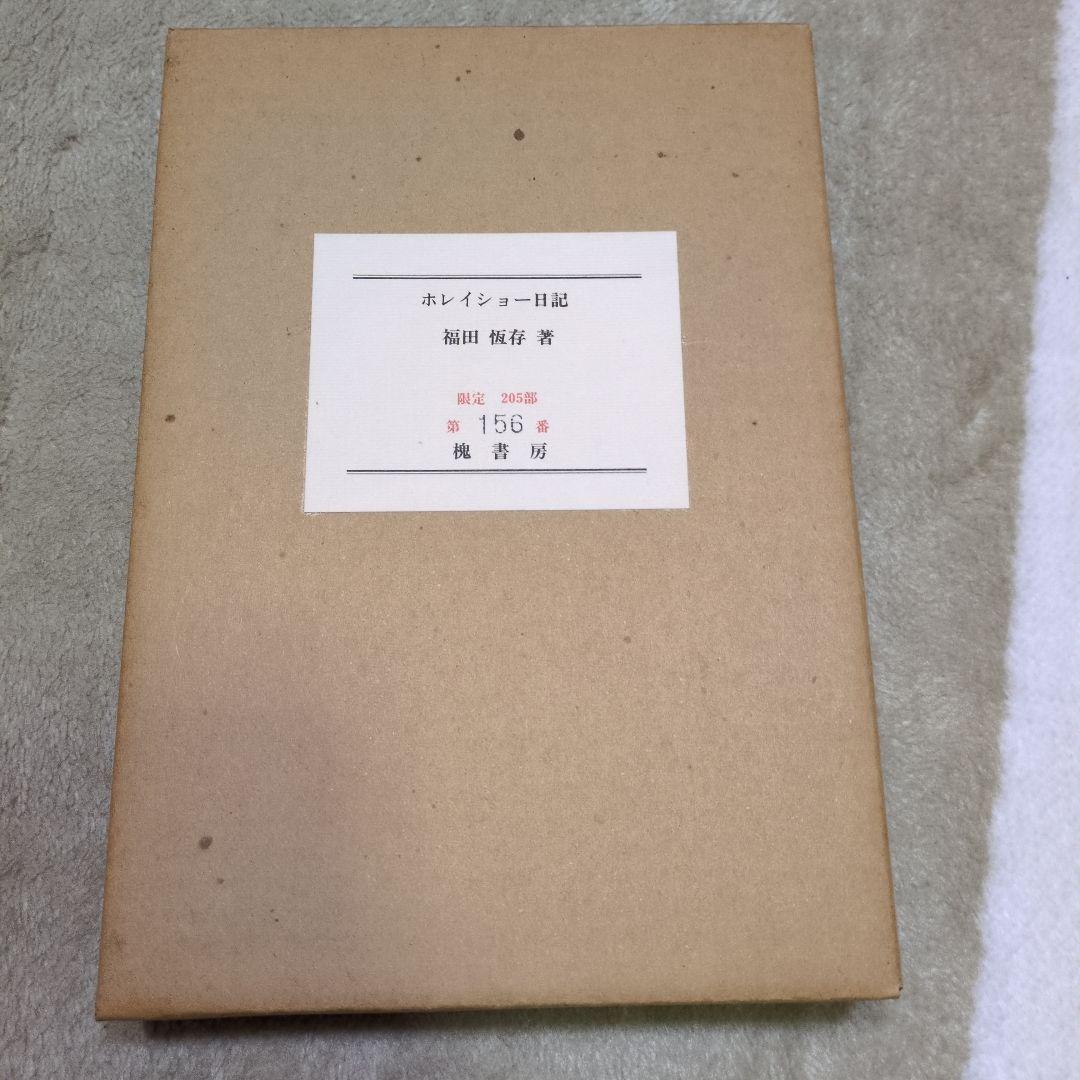 ホレイショー日記
福田 恆存 著
限定 205部
第 156 番
槐書房